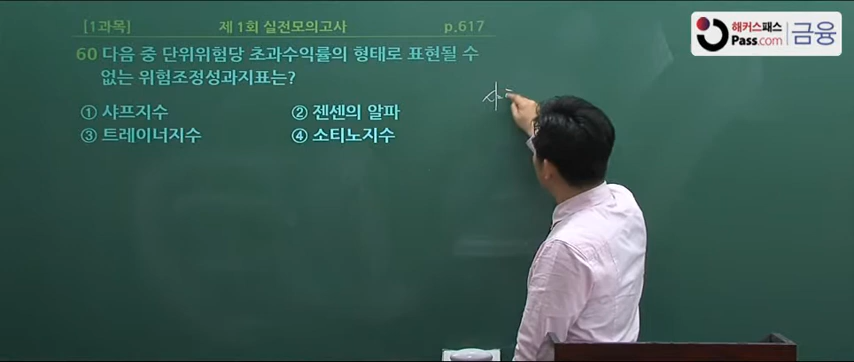 [1과목] 제 1회 실전모의고사 p.617
60 다음 중 단위위험당 초과수익률의 형태로 표현될 수
없는 위험조정성과지표는?
① 샤프지수 ② 젠센의 알파
③ 트레이너지수 ④ 소티노지수
해커스패스
Pass.com 금융